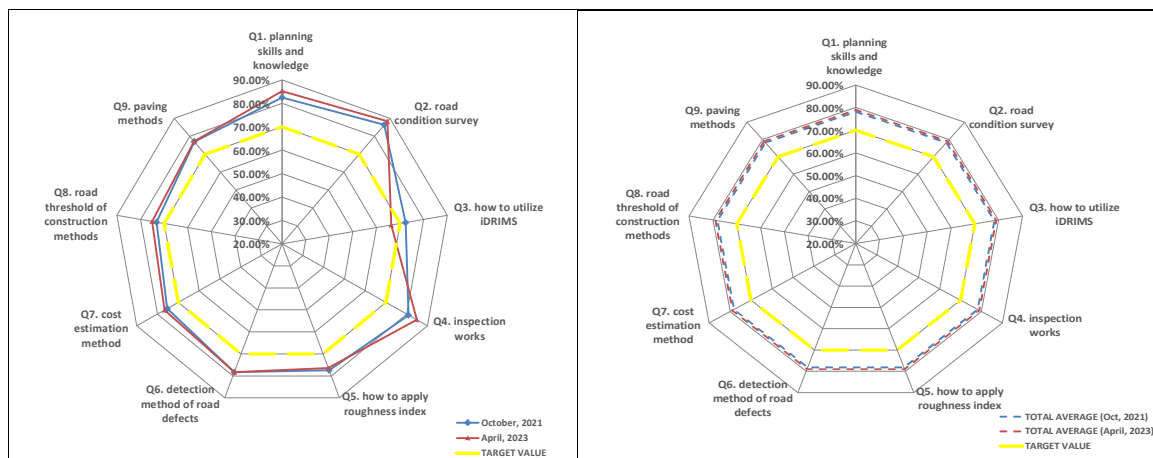 Q1. planning
skills and
knowledge
90.00%
80.00%
70.00%
60.00%
50.00%
40.00%
30.00%
20.00%
Q2. road
condition survey
Q3. how to utilize
iDRIMS
Q4. inspection
works
Q5. how to apply
roughness index
Q6. detection
method of road
defects
Q7. cost
estimation
method
Q8. road
threshold of
construction
methods
Q9. paving
methods
October, 2021
April, 2023
TARGET VALUE
Q1. planning
skills and
knowledge
90.00%
80.00%
70.00%
60.00%
50.00%
40.00%
30.00%
20.00%
Q2. road
condition survey
Q3. how to utilize
iDRIMS
Q4. inspection
works
Q5. how to apply
roughness index
Q6. detection
method of road
defects
Q7. cost
estimation
method
Q8. road
threshold of
construction methods
Q9. paving
methods
TOTAL AVERAGE (Oct, 2021)
TOTAL AVERAGE (April, 2023)
TARGET VALUE